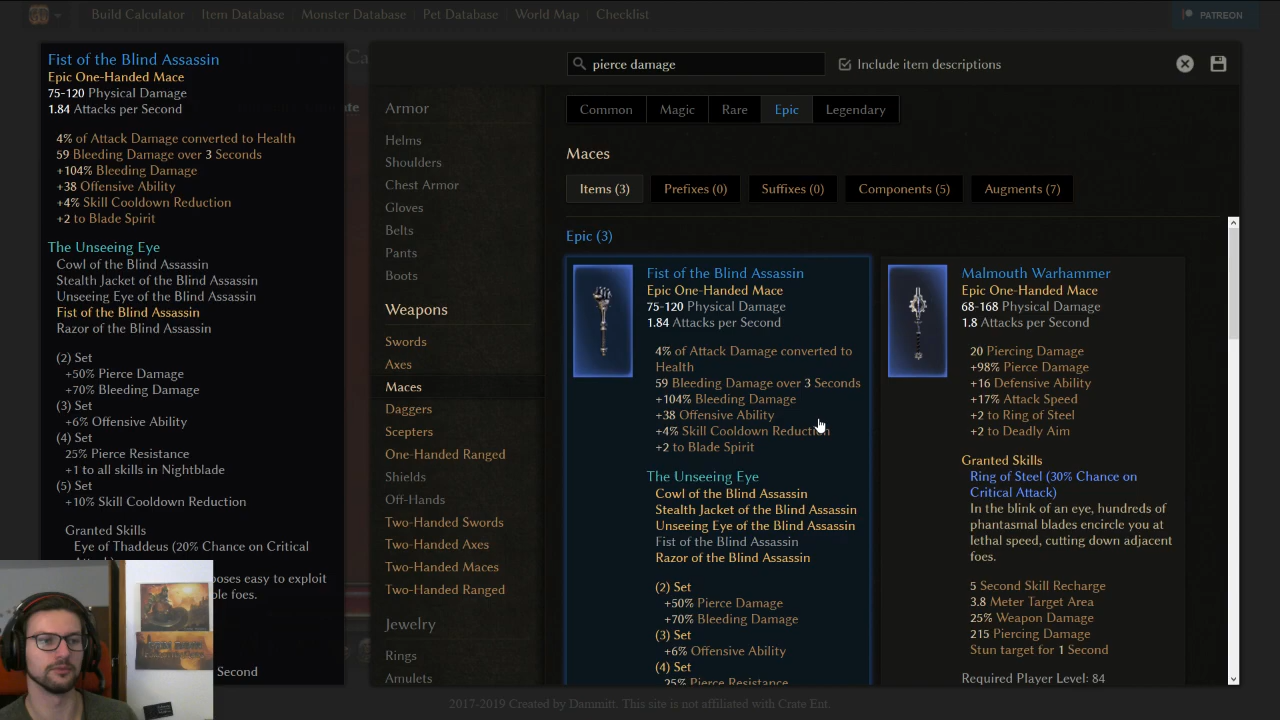 Build Calculator
Item Database
Monster Database
Pet Database
World Map
Checklist
PATREON
Fist of the Blind Assassin
Epic One-Handed Mace
75-120 Physical Damage
1.84 Attacks per Second
4% of Attack Damage converted to Health
59 Bleeding Damage over 3 Seconds
+104% Bleeding Damage
+38 Offensive Ability
+4% Skill Cooldown Reduction
+2 to Blade Spirit
The Unseeing Eye
Cowl of the Blind Assassin
Stealth Jacket of the Blind Assassin
Unseeing Eye of the Blind Assassin
Fist of the Blind Assassin
Razor of the Blind Assassin
(2) Set
+50% Pierce Damage
+70% Bleeding Damage
(3) Set
+6% Offensive Ability
(4) Set
25% Pierce Resistance
+1 to all skills in Nightblade
(5) Set
+10% Skill Cooldown Reduction
Granted Skills
Eye of Thaddeus (20% Chance on Critical
poses easy to exploit
foes.
Second
pierce damage
Include item descriptions
Armor
Helms
Shoulders
Chest Armor
Gloves
Belts
Pants
Boots
Weapons
Swords
Axes
Maces
Daggers
Scepters
One-Handed Ranged
Shields
Off-Hands
Two-Handed Swords
Two-Handed Axes
Two-Handed Maces
Two-Handed Ranged
Jewelry
Rings
Amulets
Common
Magic
Rare
Epic
Legendary
Maces
Items (3)
Prefixes (0)
Suffixes (0)
Components (5)
Augments (7)
Epic (3)
Fist of the Blind Assassin
Epic One-Handed Mace
75-120 Physical Damage
1.84 Attacks per Second
4% of Attack Damage converted to
Health
59 Bleeding Damage over 3 Seconds
+104% Bleeding Damage
+38 Offensive Ability
+4% Skill Cooldown Reduction
+2 to Blade Spirit
The Unseeing Eye
Cowl of the Blind Assassin
Stealth Jacket of the Blind Assassin
Unseeing Eye of the Blind Assassin
Fist of the Blind Assassin
Razor of the Blind Assassin
(2) Set
+50% Pierce Damage
+70% Bleeding Damage
(3) Set
+6% Offensive Ability
(4) Set
25% Pierce Resistance
Malmouth Warhammer
Epic One-Handed Mace
68-168 Physical Damage
1.8 Attacks per Second
20 Piercing Damage
+98% Pierce Damage
+16 Defensive Ability
+17% Attack Speed
+2 to Ring of Steel
+2 to Deadly Aim
Granted Skills
Ring of Steel (30% Chance on
Critical Attack)
In the blink of an eye, hundreds of
phantasmal blades encircle you at
lethal speed, cutting down adjacent
foes.
5 Second Skill Recharge
3.8 Meter Target Area
25% Weapon Damage
215 Piercing Damage
Stun target for 1 Second
Required Player Level: 84
2017-2019 Created by Dammitt. This site is not affiliated with Crate Ent.